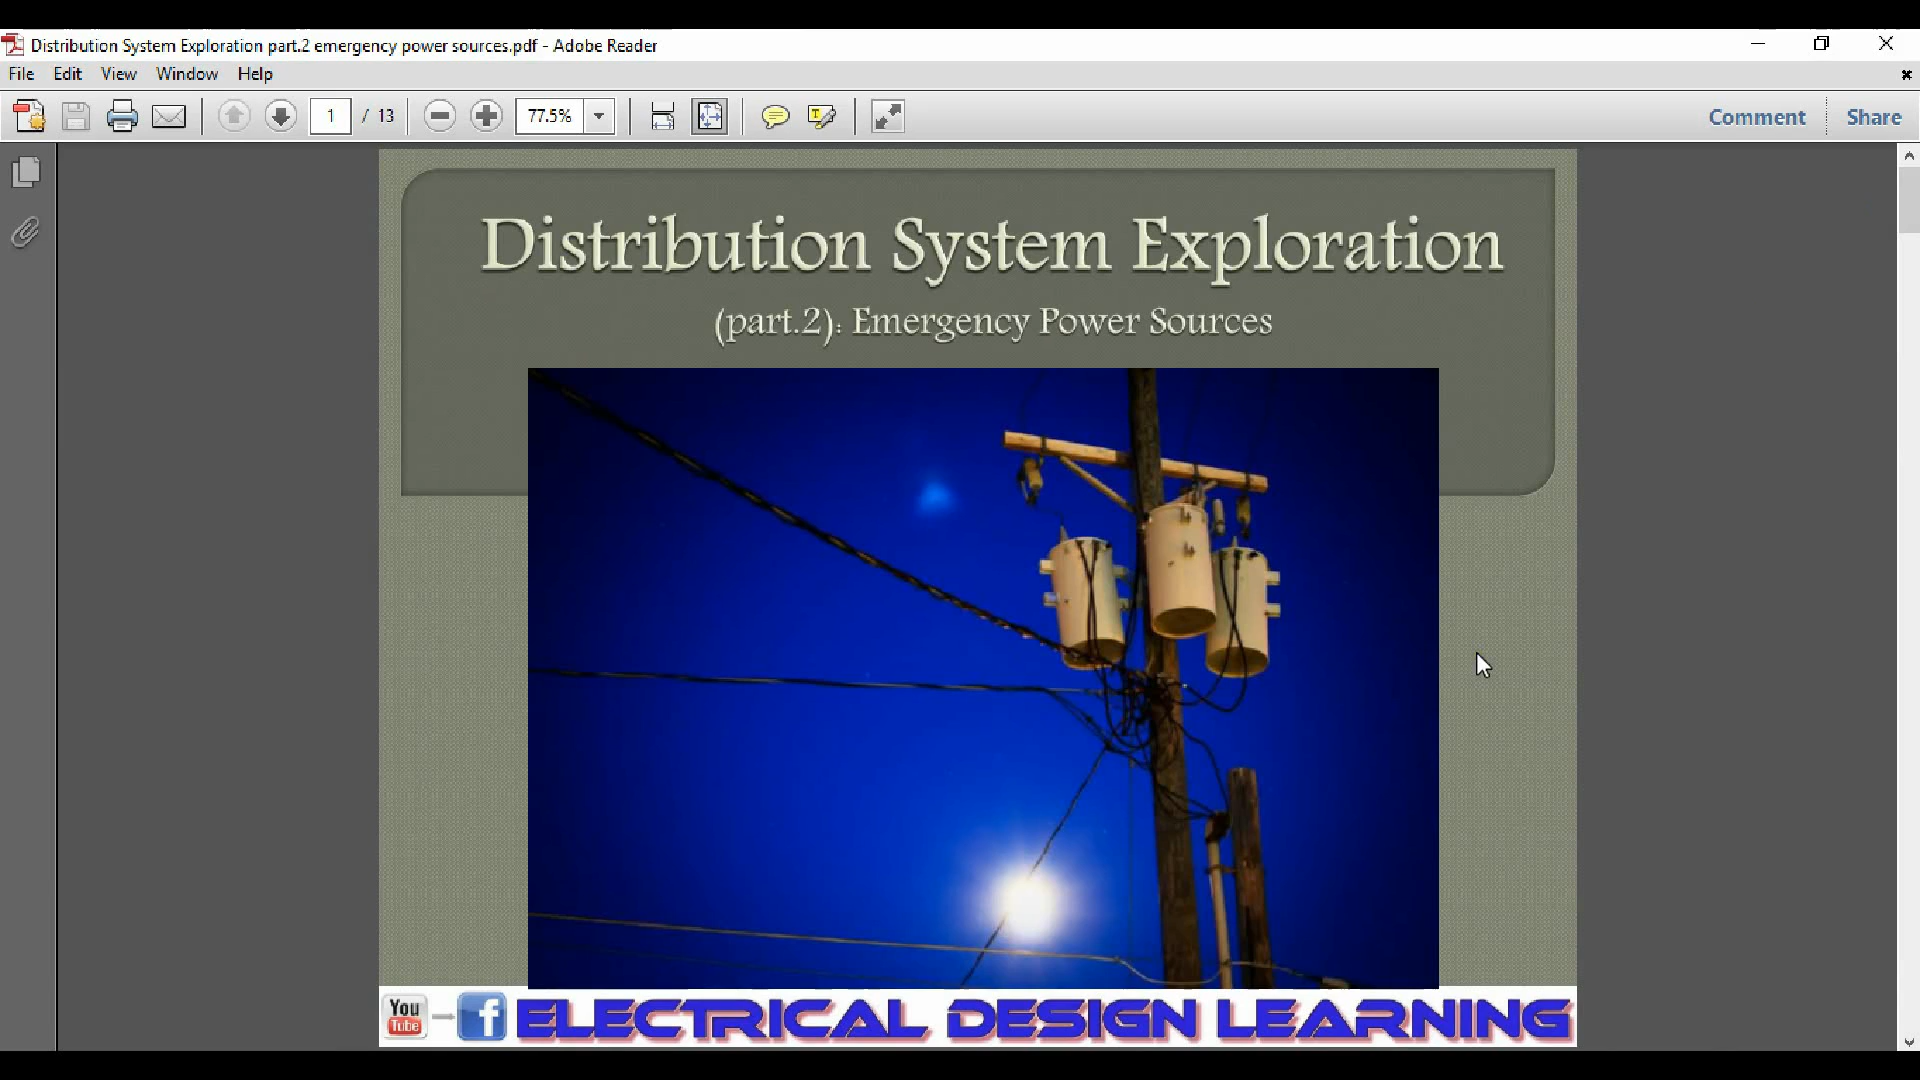 Distribution System Exploration part.2 emergency power sources.pdf - Adobe Reader
File Edit View Window Help
1 / 13 77.5% Comment Share
Distribution System Exploration
(part.2): Emergency Power Sources
You
Tube
f
ELECTRICAL DESIGN LEARNING